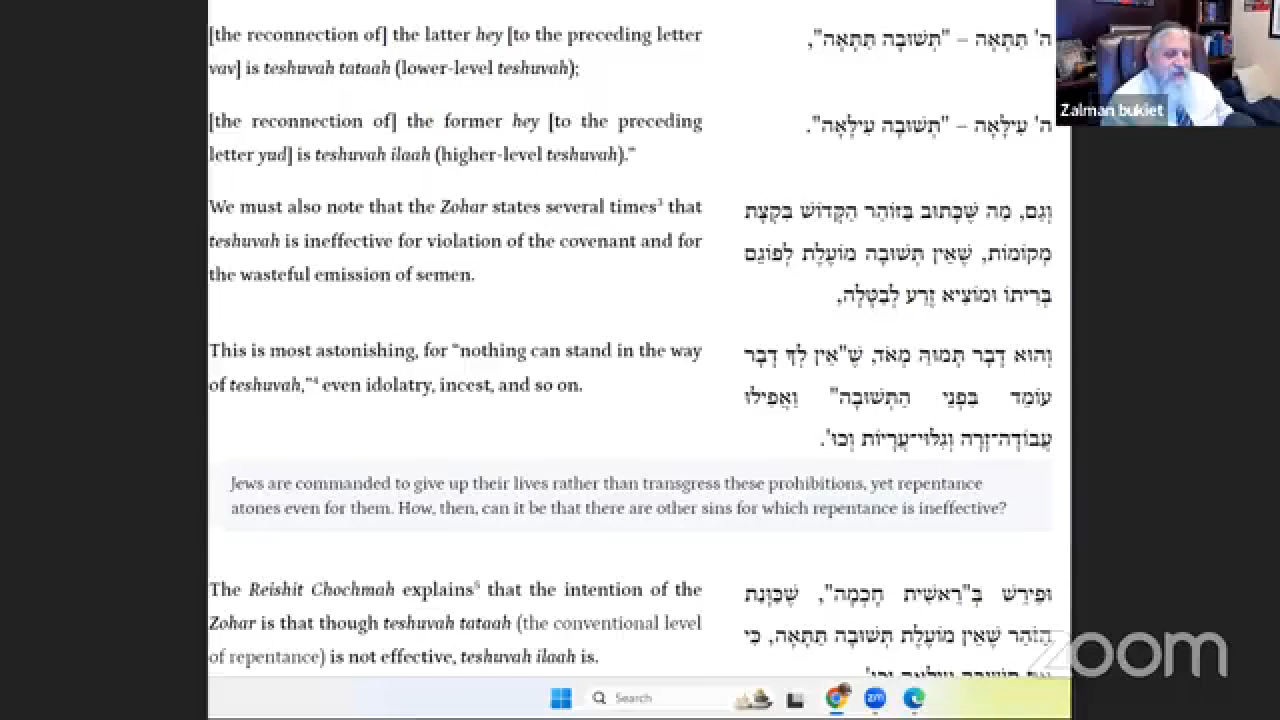 [the reconnection of] the latter hey [to the preceding letter
vav] is teshuvah tataah (lower-level teshuvah);
ה' תַּתָּאָה – "תְּשׁוּבָה תַּתָּאָה",
[the reconnection of] the former hey [to the preceding
letter yud] is teshuvah ilaah (higher-level teshuvah)."
ה' עִילָּאָה – "תְּשׁוּבָה עִילָּאָה".
We must also note that the Zohar states several times³ that
teshuvah is ineffective for violation of the covenant and for
the wasteful emission of semen.
וְגַם, מַה שֶּׁכָּתוּב בַּזּוֹהַר הַקָּדוֹשׁ בִּקְצָת
מְקוֹמוֹת, שֶׁאֵין תְּשׁוּבָה מוֹעֶלֶת לְפוֹגֵם
בְּרִיתוֹ וּמוֹצִיא זֶרַע לְבַטָּלָה,
This is most astonishing, for "nothing can stand in the way
of teshuvah,"⁴ even idolatry, incest, and so on.
וְהוּא דָּבָר תָּמוּהַּ מְאֹד, שֶׁ"אֵין לְךָ דָבָר
עוֹמֵד בִּפְנֵי הַתְּשׁוּבָה" וַאֲפִילּוּ
עֲבוֹדָה־זָרָה וְגִלּוּי־עֲרָיוֹת וְכוּ'.
Jews are commanded to give up their lives rather than transgress these prohibitions, yet repentance
atones even for them. How, then, can it be that there are other sins for which repentance is ineffective?
The Reishit Chochmah explains⁵ that the intention of the
Zohar is that though teshuvah tataah (the conventional level
of repentance) is not effective, teshuvah ilaah is.
וּפִירֵשׁ בְּ"רֵאשִׁית חָכְמָה", שֶׁכַּוָּנַת
הַזֹּהַר שֶׁאֵין מוֹעֶלֶת תְּשׁוּבָה תַּתָּאָה, כִּי
Zalman bukiet
zoom
Search
zm